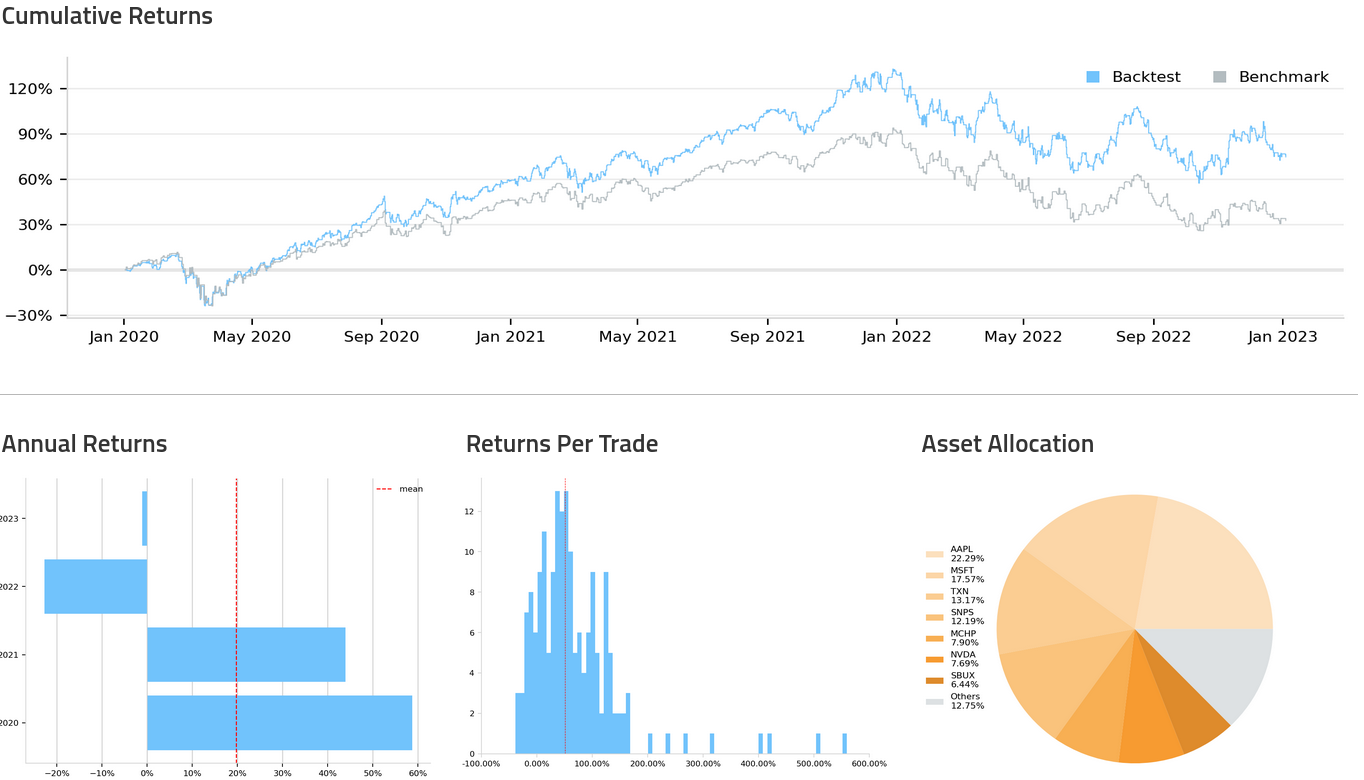 Cumulative Returns
Backtest
Benchmark
120%
90%
60%
30%
0%
−30%
Jan 2020
May 2020
Sep 2020
Jan 2021
May 2021
Sep 2021
Jan 2022
May 2022
Sep 2022
Jan 2023
Annual Returns
mean
2023
2022
2021
2020
−20%
−10%
0%
10%
20%
30%
40%
50%
60%
Returns Per Trade
12
10
8
6
4
2
0
-100.00%
0.00%
100.00%
200.00%
300.00%
400.00%
500.00%
600.00%
Asset Allocation
AAPL
22.29%
MSFT
17.57%
TXN
13.17%
SNPS
12.19%
MCHP
7.90%
NVDA
7.69%
SBUX
6.44%
Others
12.75%